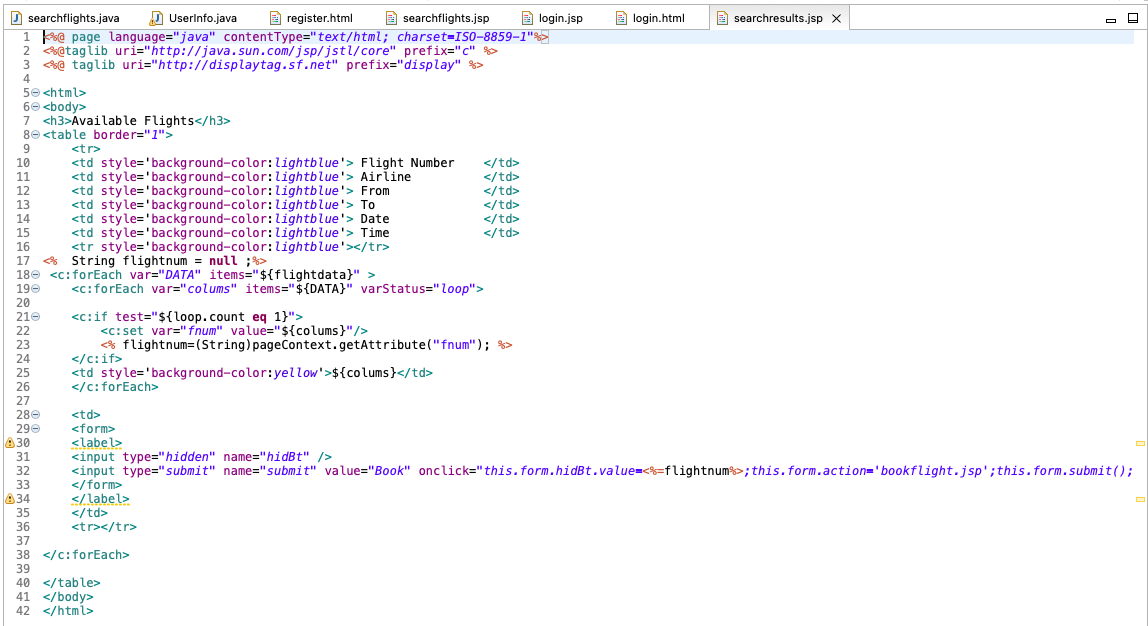 searchflights.java UserInfo.java register.html searchflights.jsp login.jsp login.html searchresults.jsp
1 <%@ page language="java" contentType="text/html; charset=ISO-8859-1"%>
2 <%@taglib uri="http://java.sun.com/jsp/jstl/core" prefix="c" %>
3 <%@ taglib uri="http://displaytag.sf.net" prefix="display" %>
4
5 <html>
6 <body>
7 <h3>Available Flights</h3>
8 <table border="1">
9     <tr>
10     <td style='background-color:lightblue'> Flight Number    </td>
11     <td style='background-color:lightblue'> Airline          </td>
12     <td style='background-color:lightblue'> From             </td>
13     <td style='background-color:lightblue'> To               </td>
14     <td style='background-color:lightblue'> Date             </td>
15     <td style='background-color:lightblue'> Time             </td>
16     <tr style='background-color:lightblue'></tr>
17 <%  String flightnum = null ;%>
18  <c:forEach var="DATA" items="${flightdata}" >
19     <c:forEach var="colums" items="${DATA}" varStatus="loop">
20
21     <c:if test="${loop.count eq 1}">
22         <c:set var="fnum" value="${colums}"/>
23         <% flightnum=(String)pageContext.getAttribute("fnum"); %>
24     </c:if>
25     <td style='background-color:yellow'>${colums}</td>
26     </c:forEach>
27
28     <td>
29     <form>
30     <label>
31     <input type="hidden" name="hidBt" />
32     <input type="submit" name="submit" value="Book" onclick="this.form.hidBt.value=<%=flightnum%>;this.form.action='bookflight.jsp';this.form.submit();
33     </form>
34     </label>
35     </td>
36     <tr></tr>
37
38 </c:forEach>
39
40 </table>
41 </body>
42 </html>